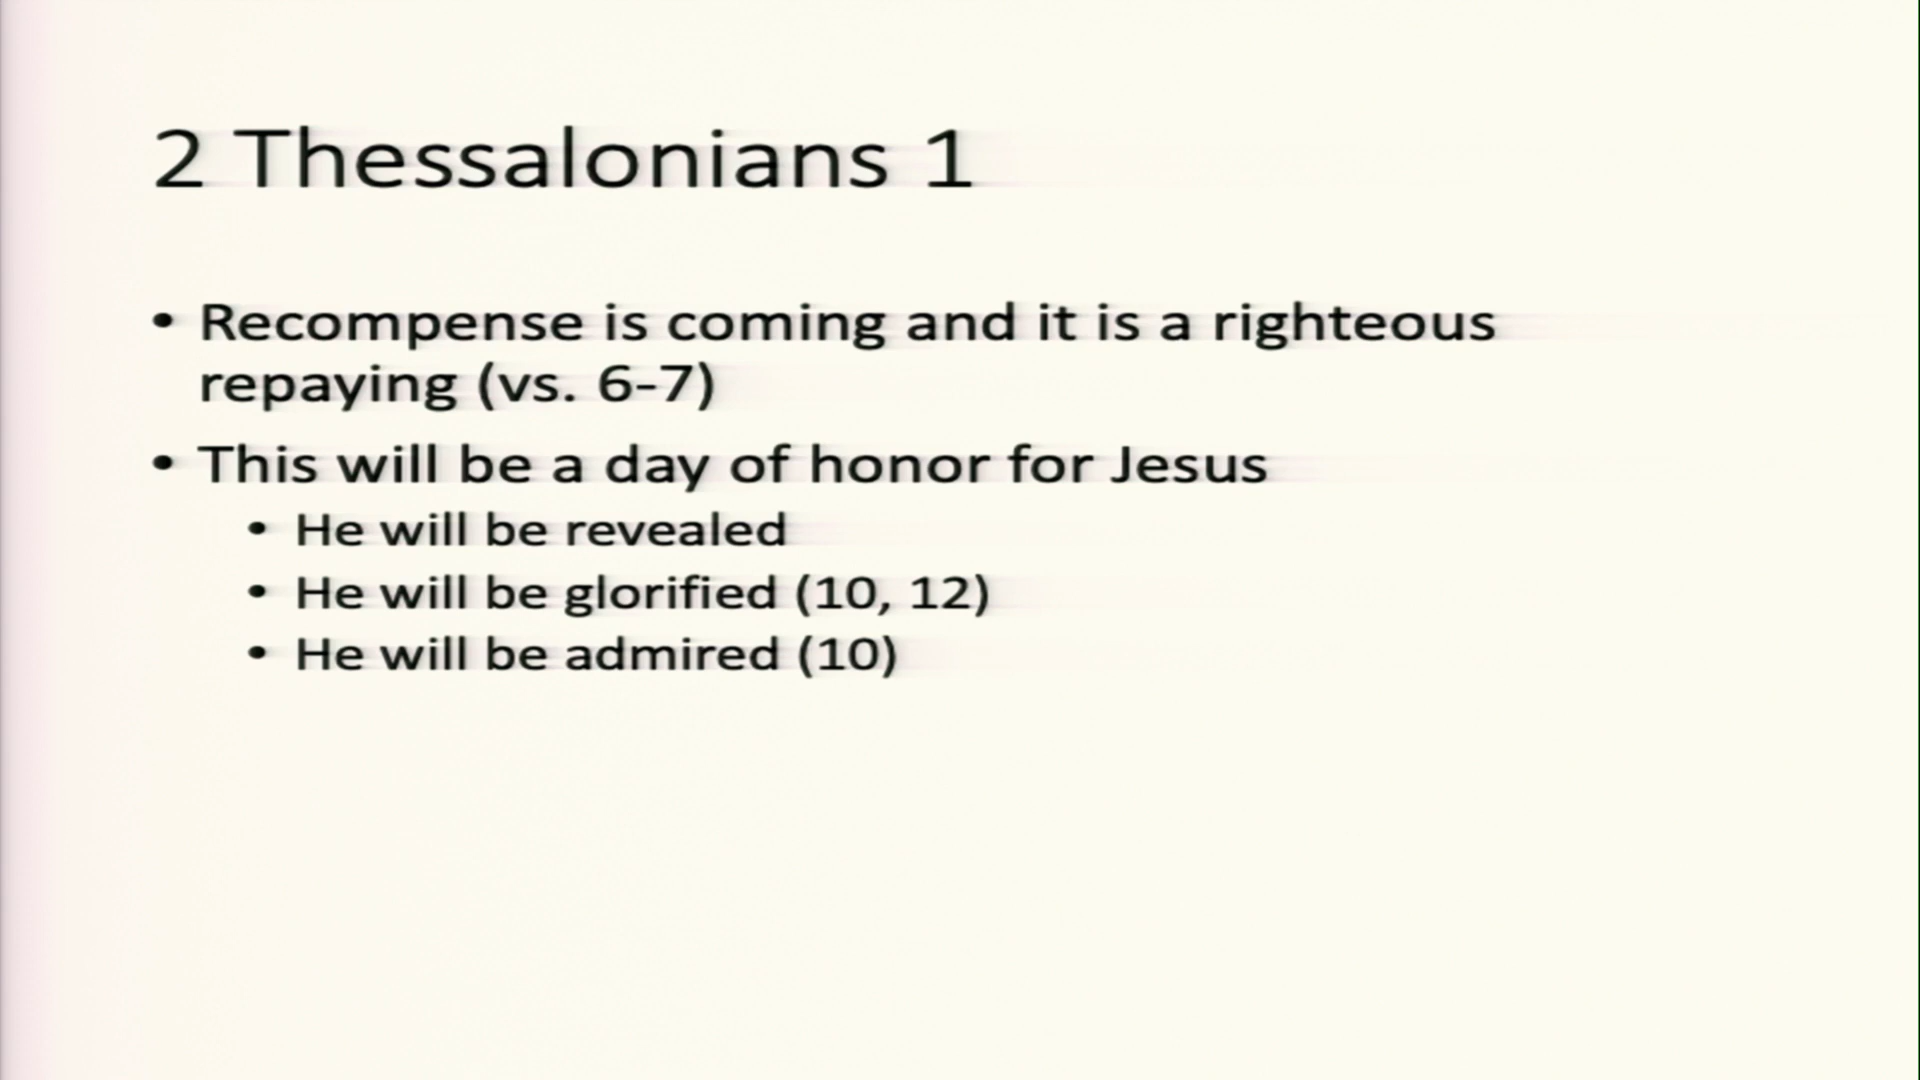 2 Thessalonians 1
• Recompense is coming and it is a righteous
repaying (vs. 6-7)
• This will be a day of honor for Jesus
• He will be revealed
• He will be glorified (10, 12)
• He will be admired (10)